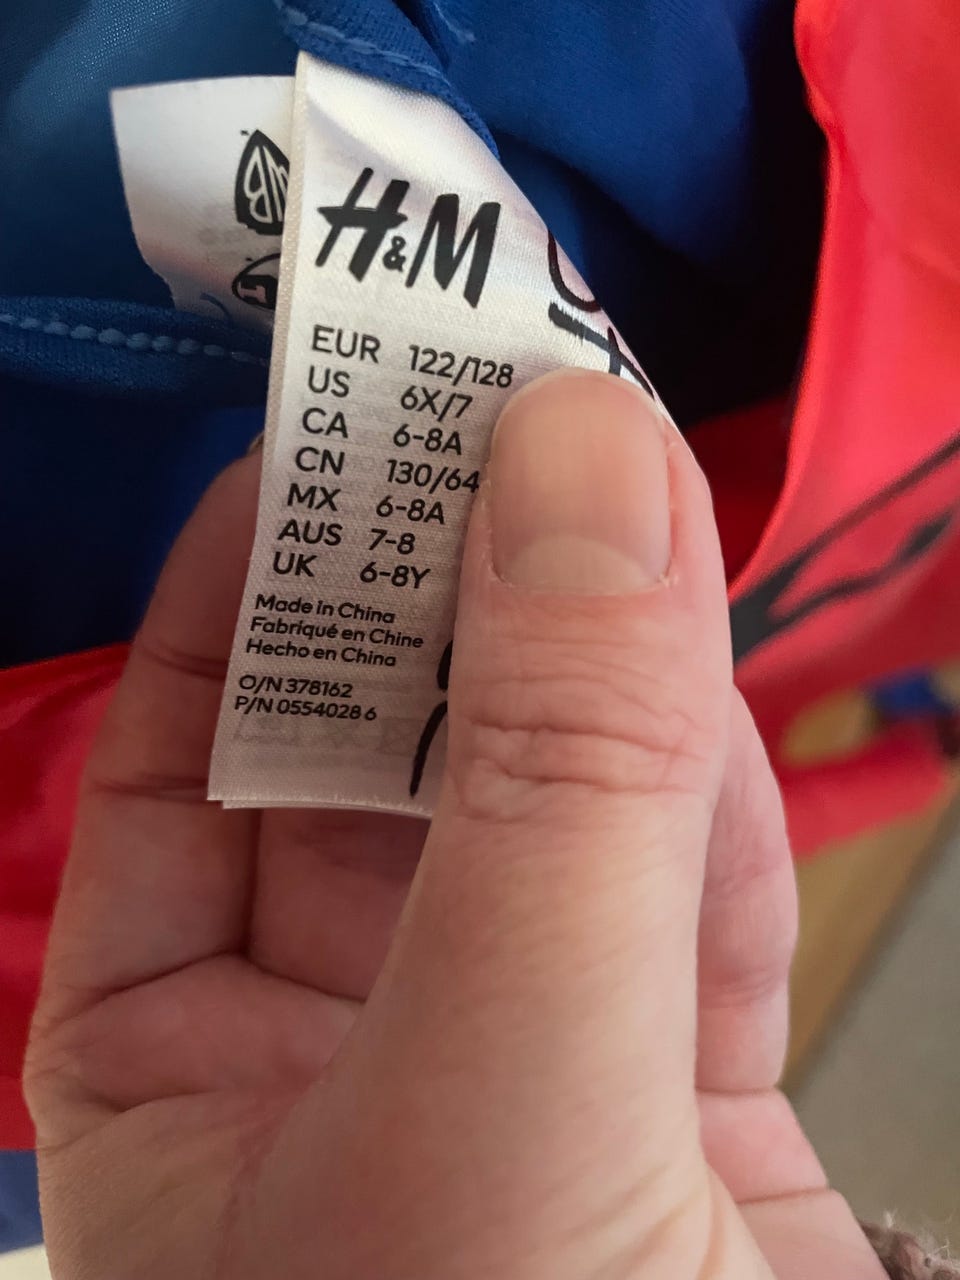 WB
H&M
EUR 122/128
US 6X/7
CA 6-8A
CN 130/64
MX 6-8A
AUS 7-8
UK 6-8Y
Made in China
Fabriqué en Chine
Hecho en China
O/N 378162
P/N 0554028 6